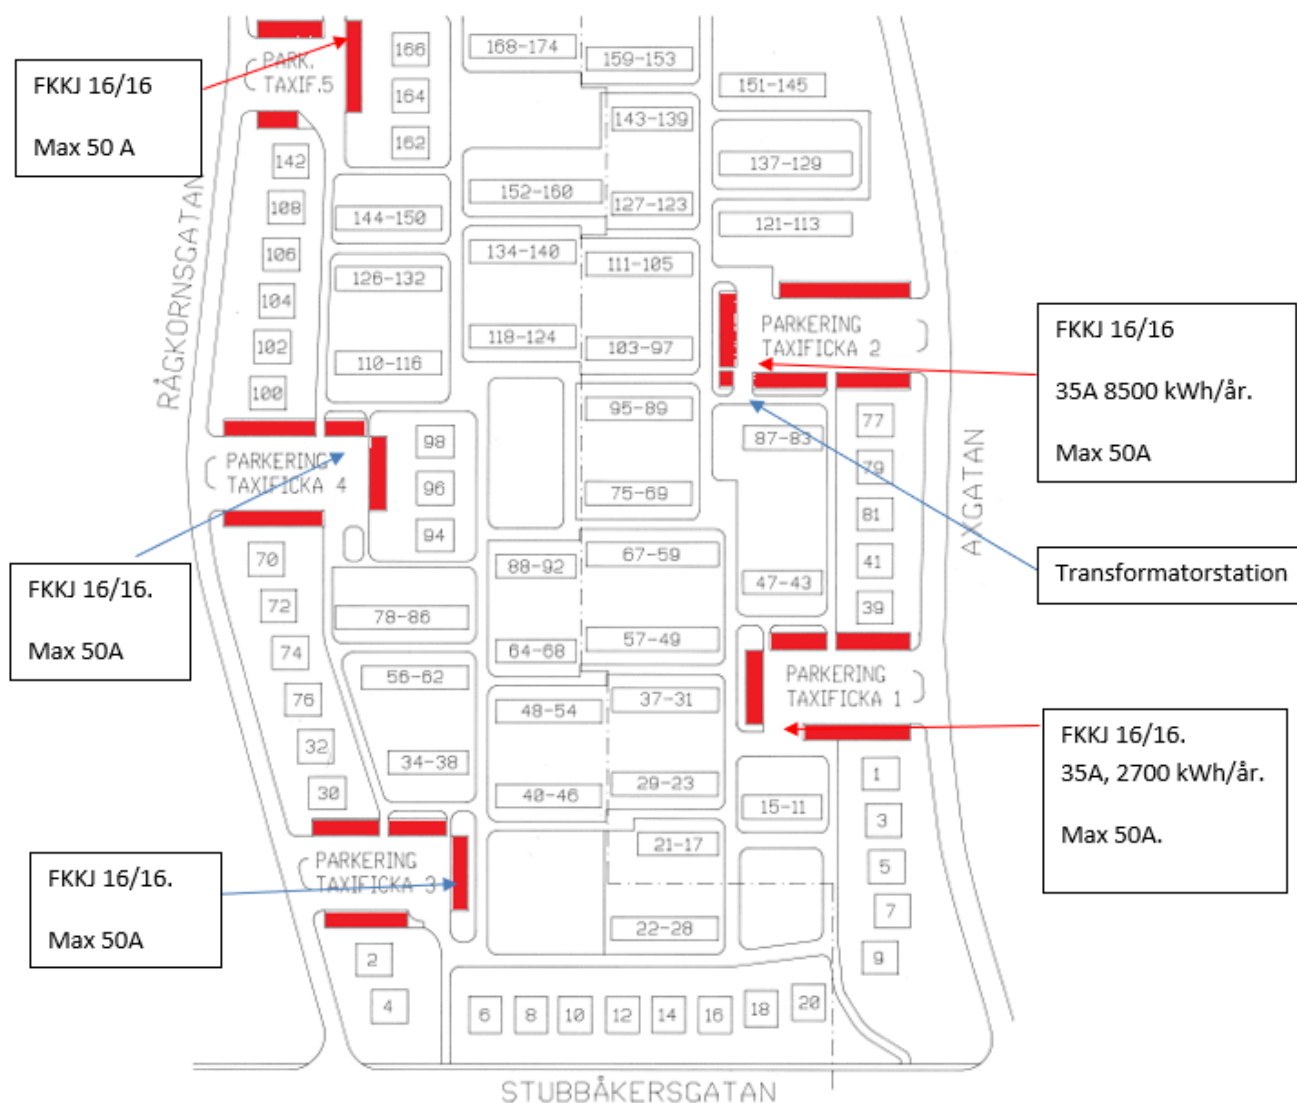 FKKJ 16/16
Max 50 A
PARK.
TAXIF.5
166
164
162
168-174
159-153
151-145
143-139
137-129
142
108
106
104
102
100
152-160
127-123
144-150
121-113
134-140
111-105
126-132
118-124
103-97
110-116
RÅGKORNSGATAN
PARKERING
TAXIFICKA 2
FKKJ 16/16
35A 8500 kWh/år.
Max 50A
95-89
87-83
77
79
81
41
39
98
96
94
PARKERING
TAXIFICKA 4
75-69
AXGATAN
Transformatorstation
70
72
74
76
32
30
88-92
67-59
47-43
FKKJ 16/16.
Max 50A
78-86
64-68
57-49
56-62
48-54
37-31
PARKERING
TAXIFICKA 1
FKKJ 16/16.
35A, 2700 kWh/år.
Max 50A.
34-38
40-46
29-23
15-11
1
3
5
7
9
21-17
PARKERING
TAXIFICKA 3
FKKJ 16/16.
Max 50A
22-28
2
4
6
8
10
12
14
16
18
20
STUBBÅKERSGATAN